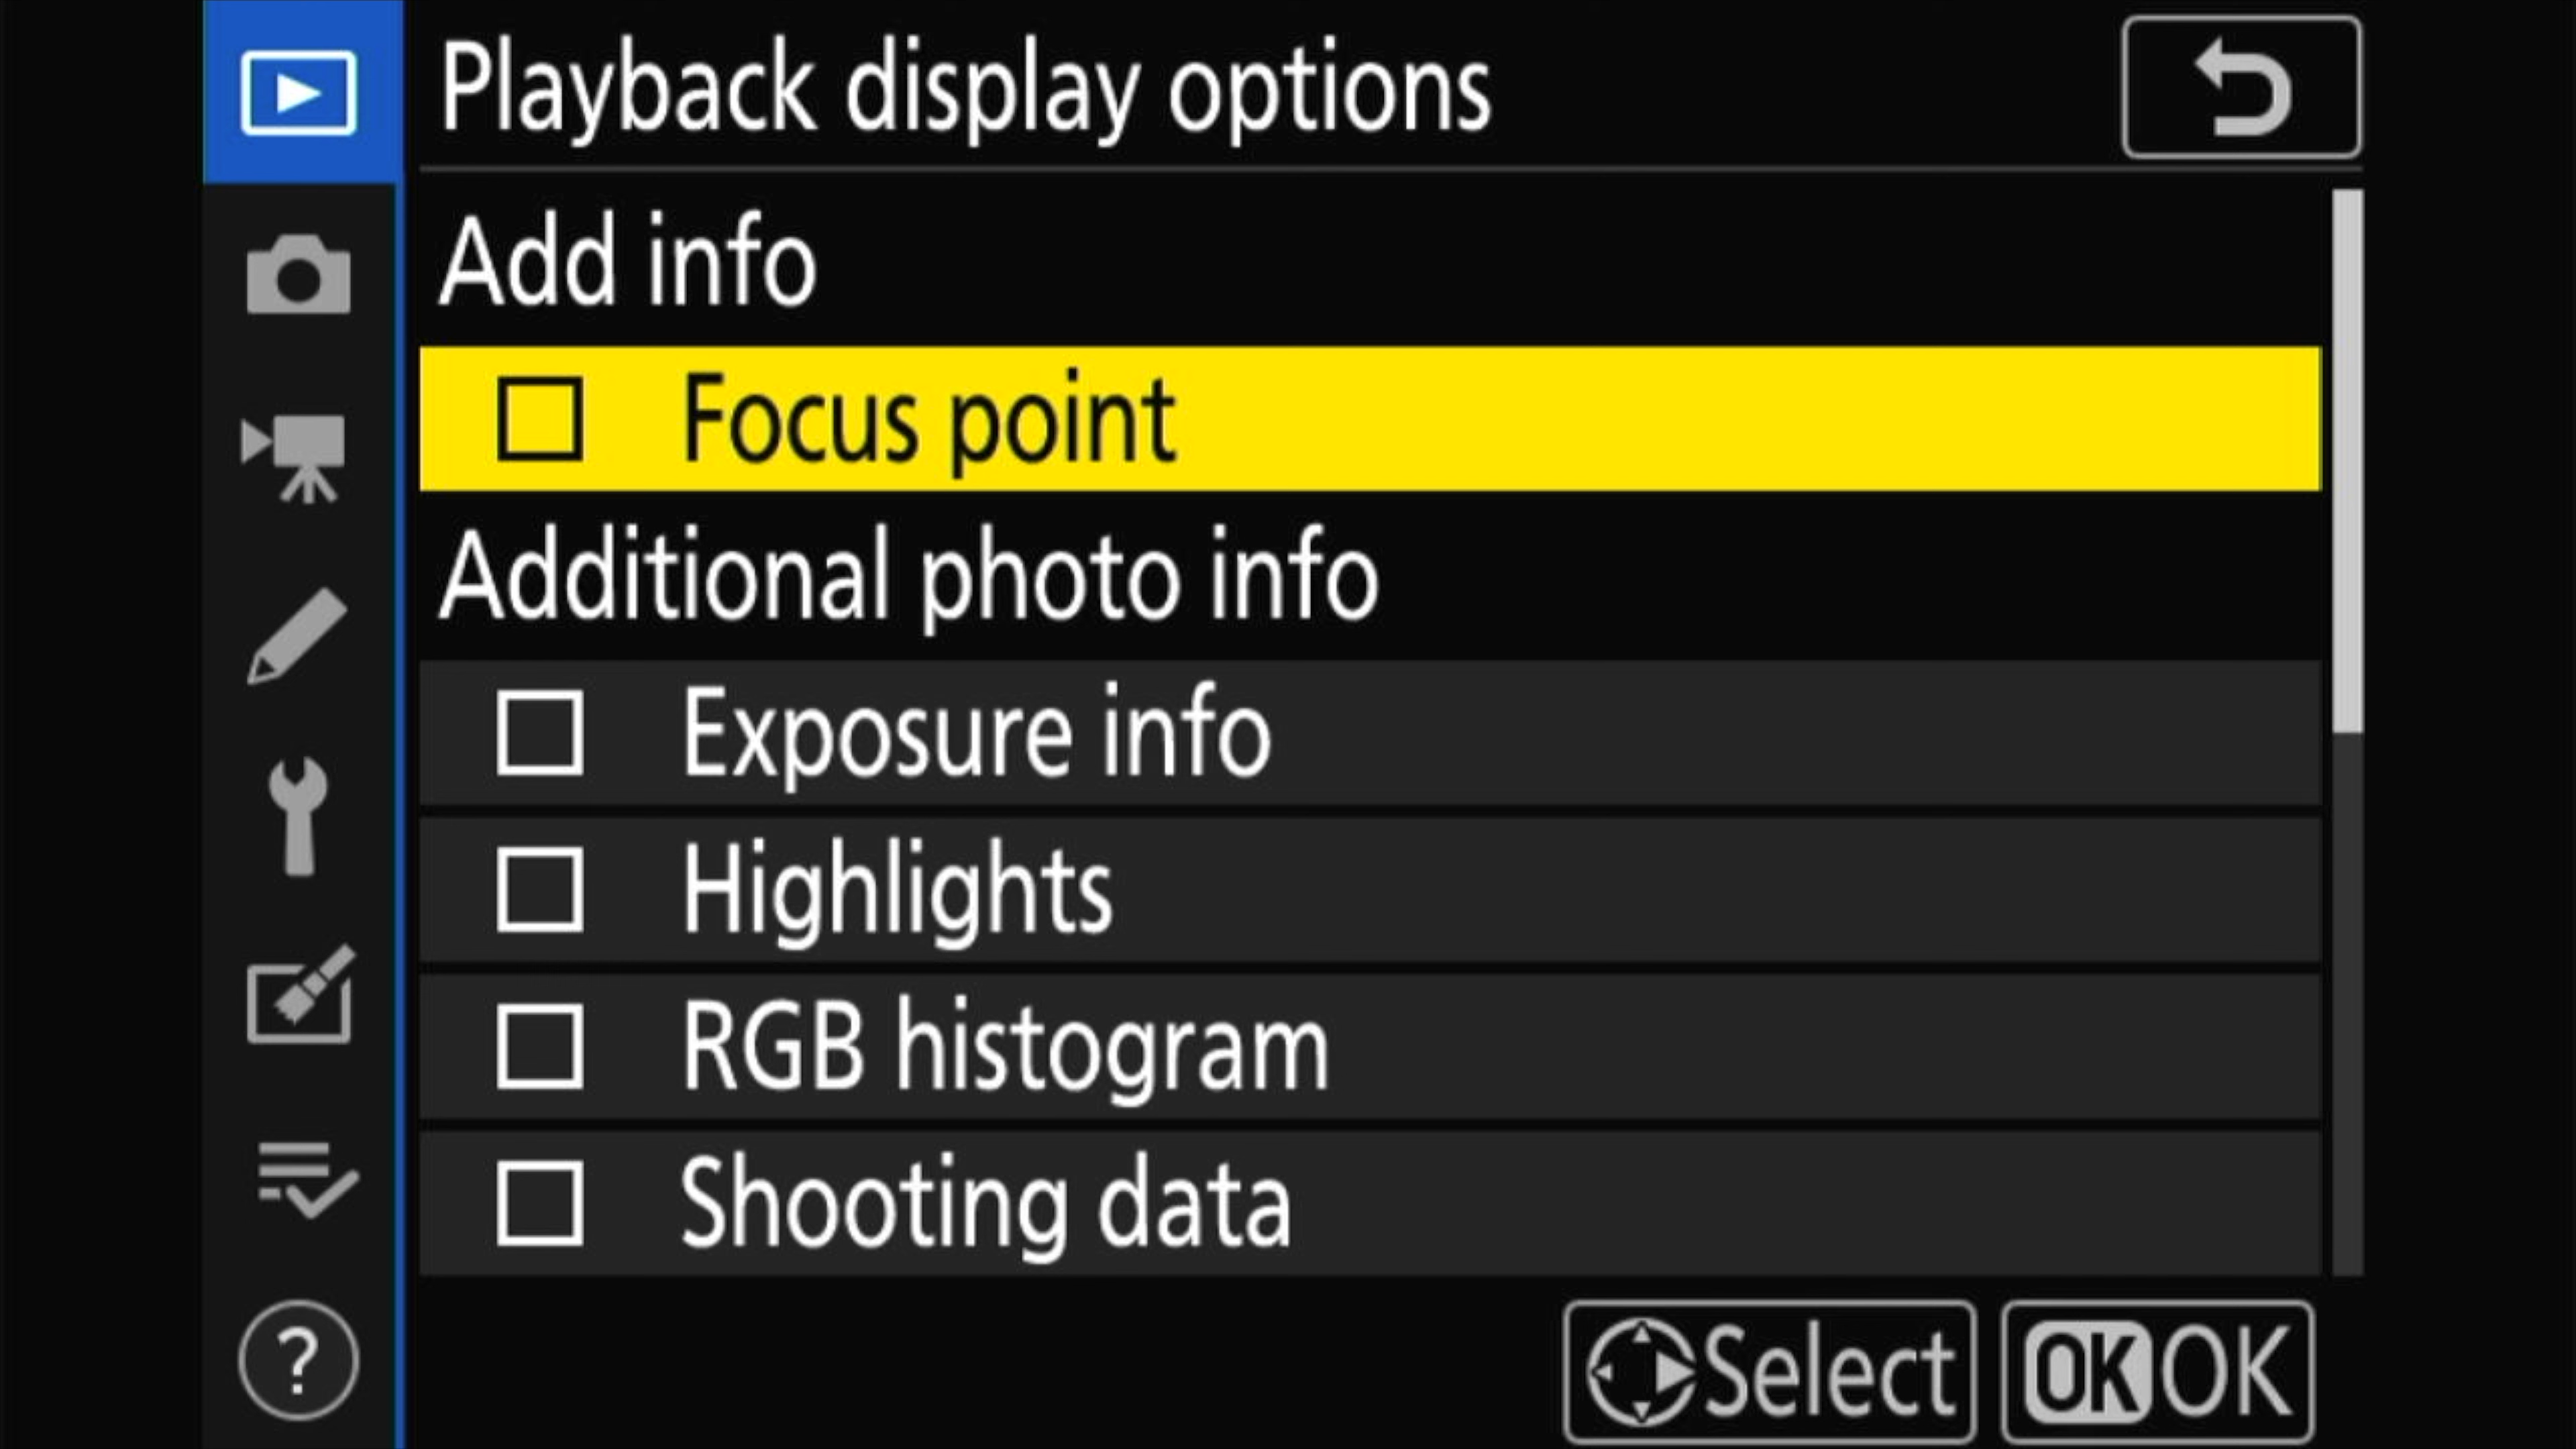 Playback display options
Add info
Focus point
Additional photo info
Exposure info
Highlights
RGB histogram
Shooting data
?
Select OK OK